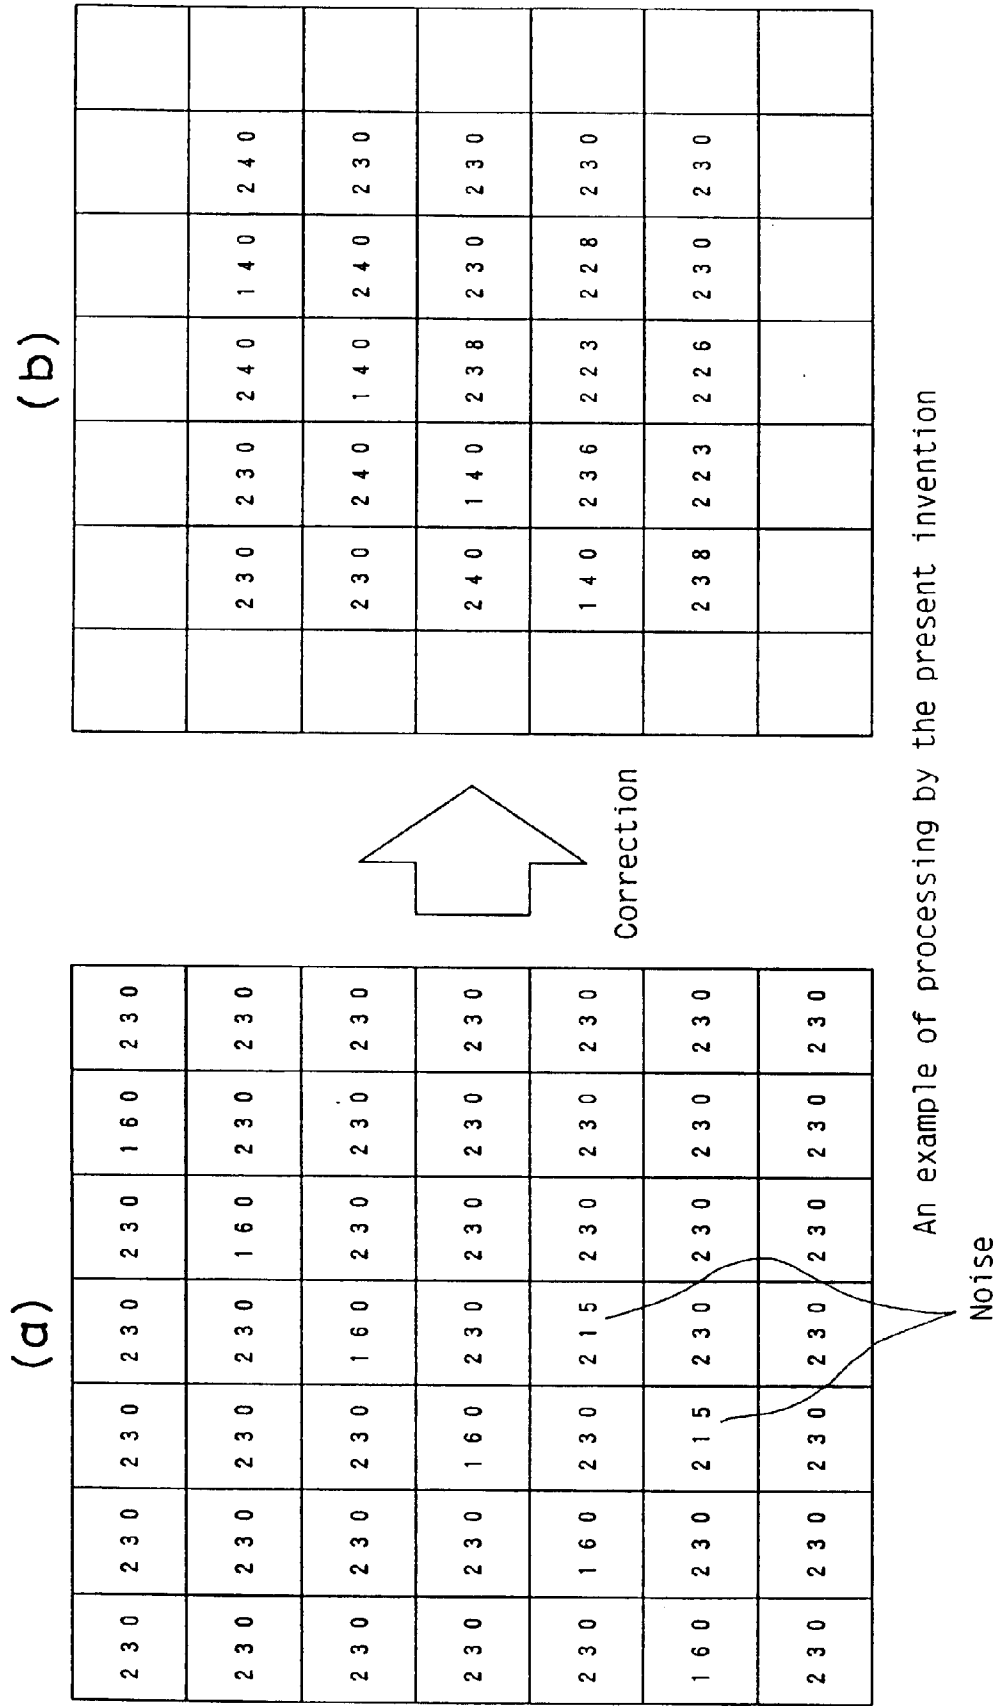 (a)
230 230 230 230 230 160 230
230 230 230 230 160 230 230
230 230 230 160 230 230 230
230 230 160 230 230 230 230
230 160 230 215 230 230 230
160 230 215 230 230 230 230
230 230 230 230 230 230 230
Noise
Correction
(b)
230 230 240 140 240
230 240 140 240 230
240 140 238 230 230
140 236 223 228 230
238 223 226 230 230
An example of processing by the present invention